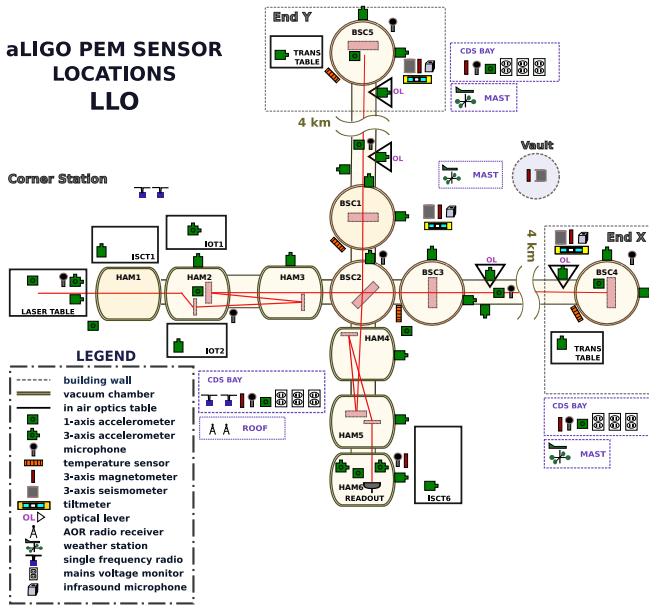 aLIGO PEM SENSOR
LOCATIONS
LLO
End Y
BSC5
TRANS
TABLE
OL
CDS BAY
MAST
4 km
OL
Vault
MAST
Corner Station
BSC1
ISCT1
IOT1
4 km
End X
HAM1
HAM2
HAM3
BSC2
BSC3
OL
OL
BSC4
LASER TABLE
IOT2
HAM4
TRANS
TABLE
LEGEND
building wall
vacuum chamber
in air optics table
1-axis accelerometer
3-axis accelerometer
microphone
temperature sensor
3-axis magnetometer
3-axis seismometer
tiltmeter
OL optical lever
AOR radio receiver
weather station
single frequency radio
mains voltage monitor
infrasound microphone
CDS BAY
ROOF
HAM5
HAM6
READOUT
ISCT6
CDS BAY
MAST